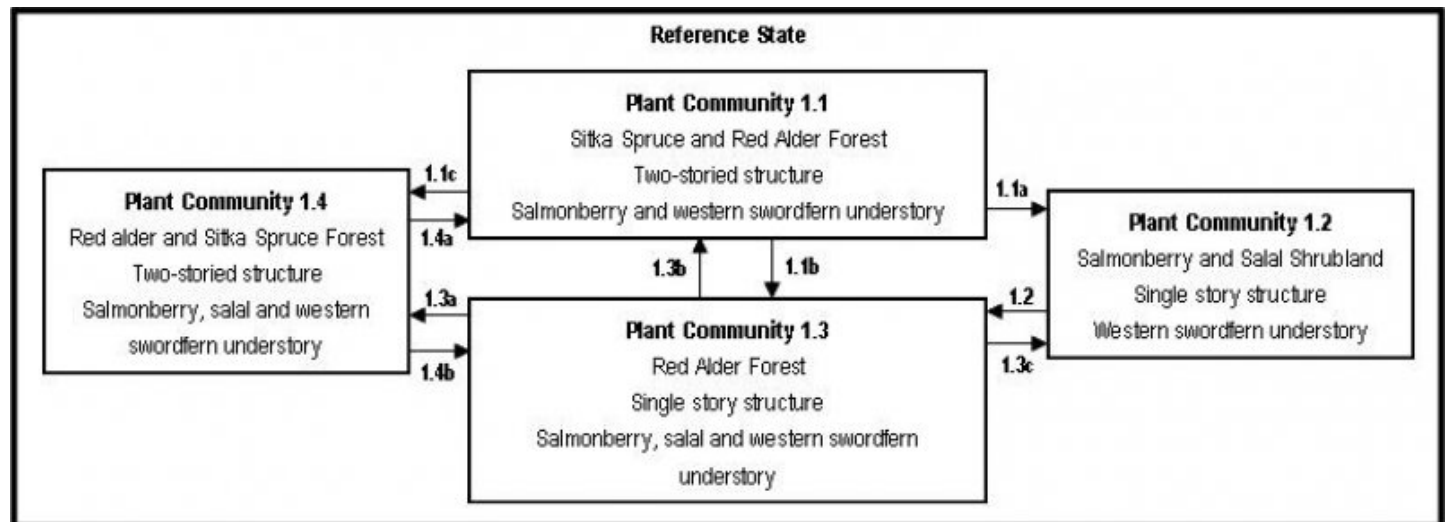 Reference State
Plant Community 1.1
Sitka Spruce and Red Alder Forest
Two-storied structure
Salmonberry and western swordfern understory
1.1c
1.4a
1.1a
Plant Community 1.4
Red alder and Sitka Spruce Forest
Two-storied structure
Salmonberry, salal and western
swordfern understory
Plant Community 1.2
Salmonberry and Salal Shrubland
Single story structure
Western swordfern understory
1.3b
1.1b
1.3a
1.4b
1.2
1.3c
Plant Community 1.3
Red Alder Forest
Single story structure
Salmonberry, salal and western swordfern
understory